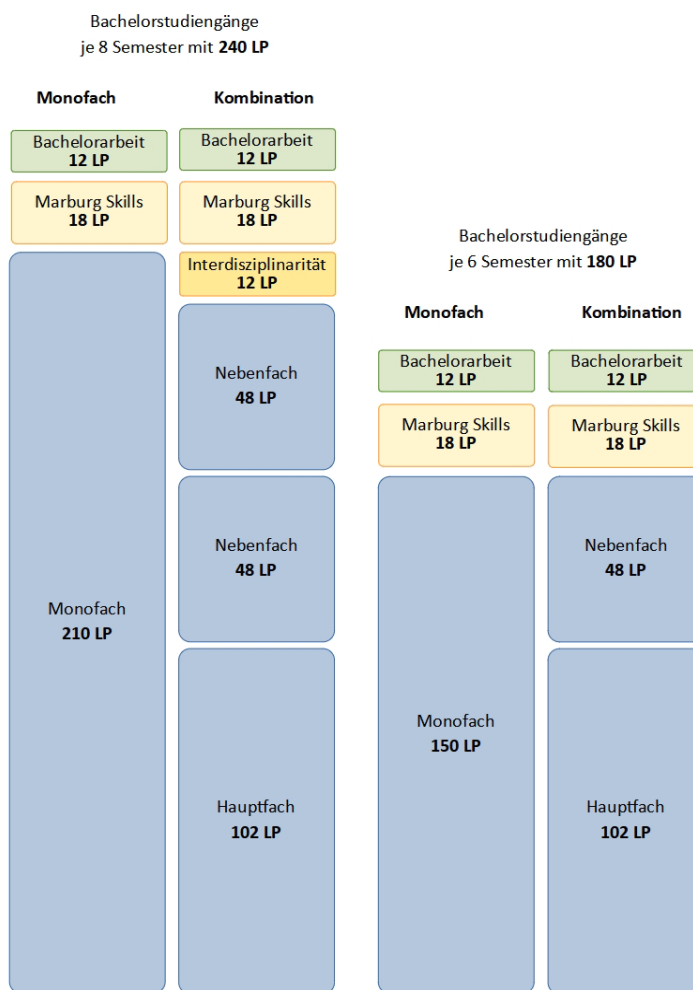 Bachelorstudiengänge
je 8 Semester mit 240 LP
Monofach
Kombination
Bachelorarbeit
12 LP
Marburg Skills
18 LP
Monofach
210 LP
Bachelorarbeit
12 LP
Marburg Skills
18 LP
Interdisziplinarität
12 LP
Nebenfach
48 LP
Nebenfach
48 LP
Hauptfach
102 LP
Bachelorstudiengänge
je 6 Semester mit 180 LP
Monofach
Kombination
Bachelorarbeit
12 LP
Marburg Skills
18 LP
Monofach
150 LP
Bachelorarbeit
12 LP
Marburg Skills
18 LP
Nebenfach
48 LP
Hauptfach
102 LP